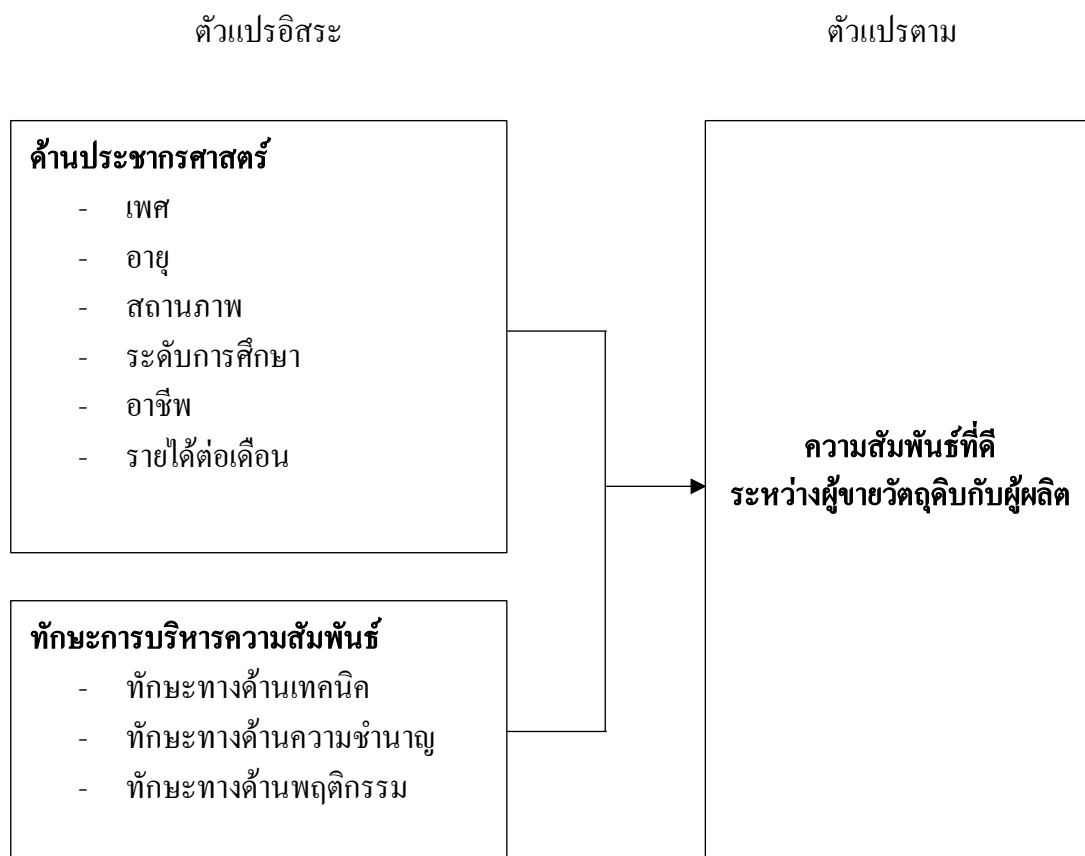 ตัวแปรอิสระ
ตัวแปรตาม
ด้านประชากรศาสตร์
- เพศ
- อายุ
- สถานภาพ
- ระดับการศึกษา
- อาชีพ
- รายได้ต่อเดือน
ทักษะการบริหารความสัมพันธ์
- ทักษะทางด้านเทคนิค
- ทักษะทางด้านความชำนาญ
- ทักษะทางด้านพฤติกรรม
ความสัมพันธ์ที่ดี
ระหว่างผู้ขายวัตถุดิบกับผู้ผลิต